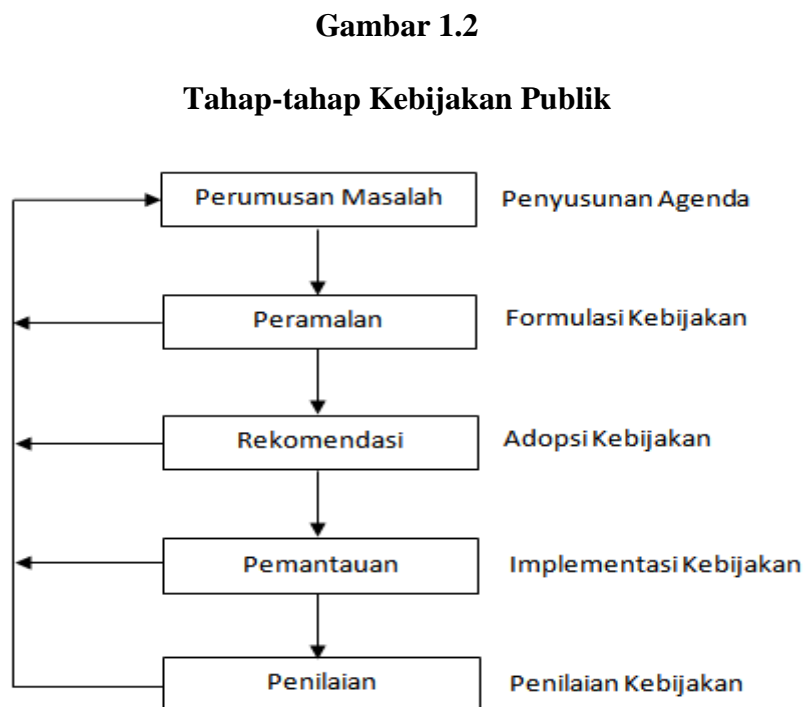 Gambar 1.2
Tahap-tahap Kebijakan Publik
Perumusan Masalah Penyusunan Agenda
Peramalan Formulasi Kebijakan
Rekomendasi Adopsi Kebijakan
Pemantauan Implementasi Kebijakan
Penilaian Penilaian Kebijakan